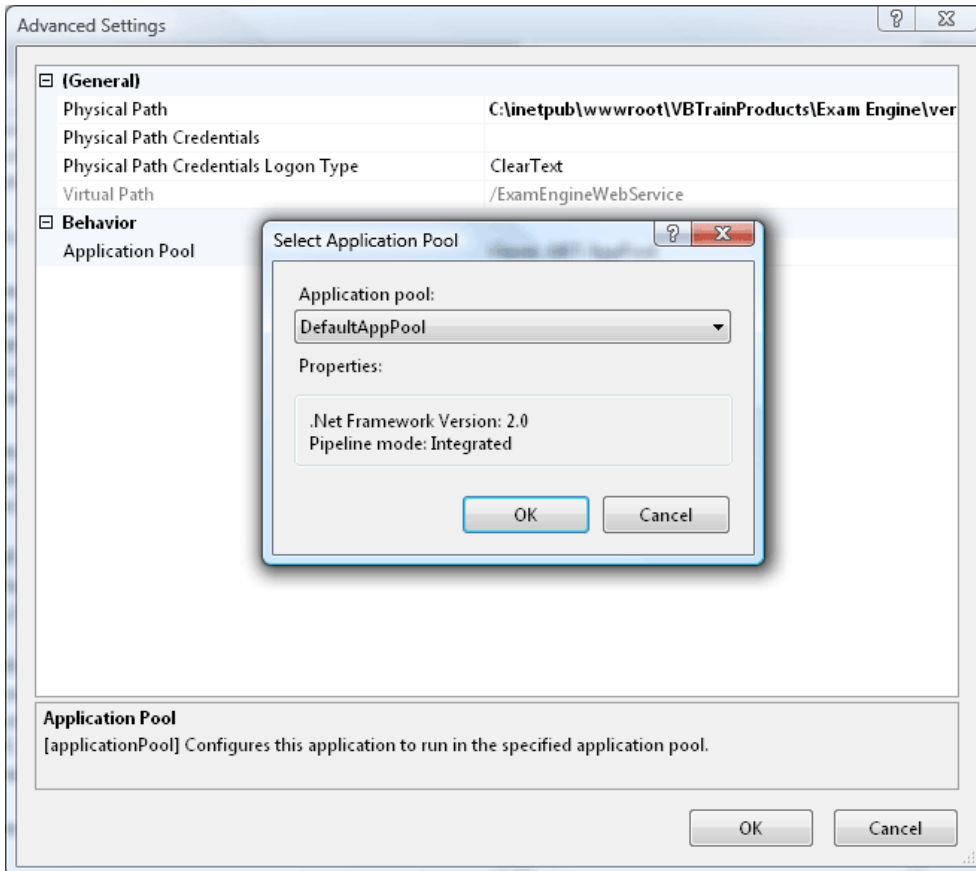 Advanced Settings
(General)
Physical Path C:\inetpub\wwwroot\VBTrainProducts\Exam Engine\ver
Physical Path Credentials
Physical Path Credentials Logon Type ClearText
Virtual Path /ExamEngineWebService
Behavior
Application Pool
Select Application Pool
Application pool:
DefaultAppPool
Properties:
.Net Framework Version: 2.0
Pipeline mode: Integrated
OK Cancel
Application Pool
[applicationPool] Configures this application to run in the specified application pool.
OK Cancel